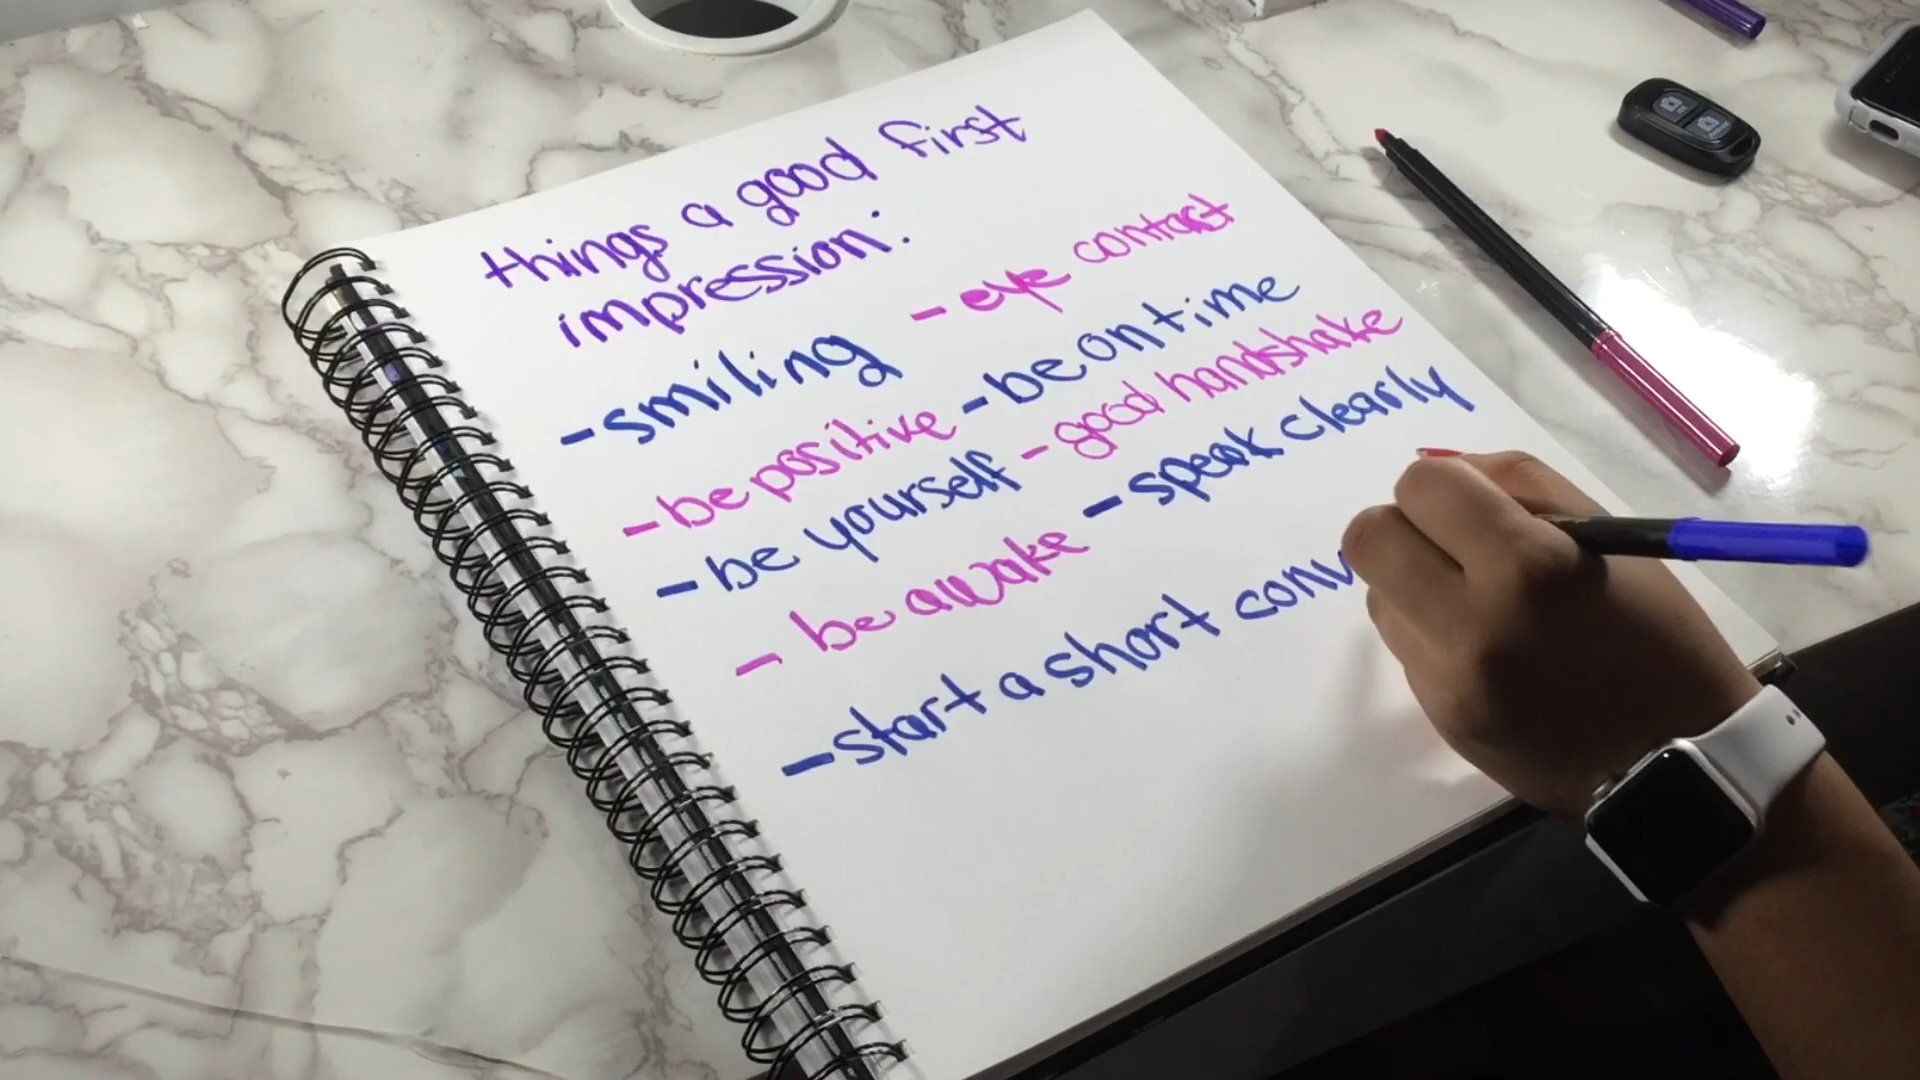 things a good first
impression:
- smiling
- eye contact
- be positive
- be on time
- be yourself
- good handshake
- be awake
- speak clearly
- start a short conv